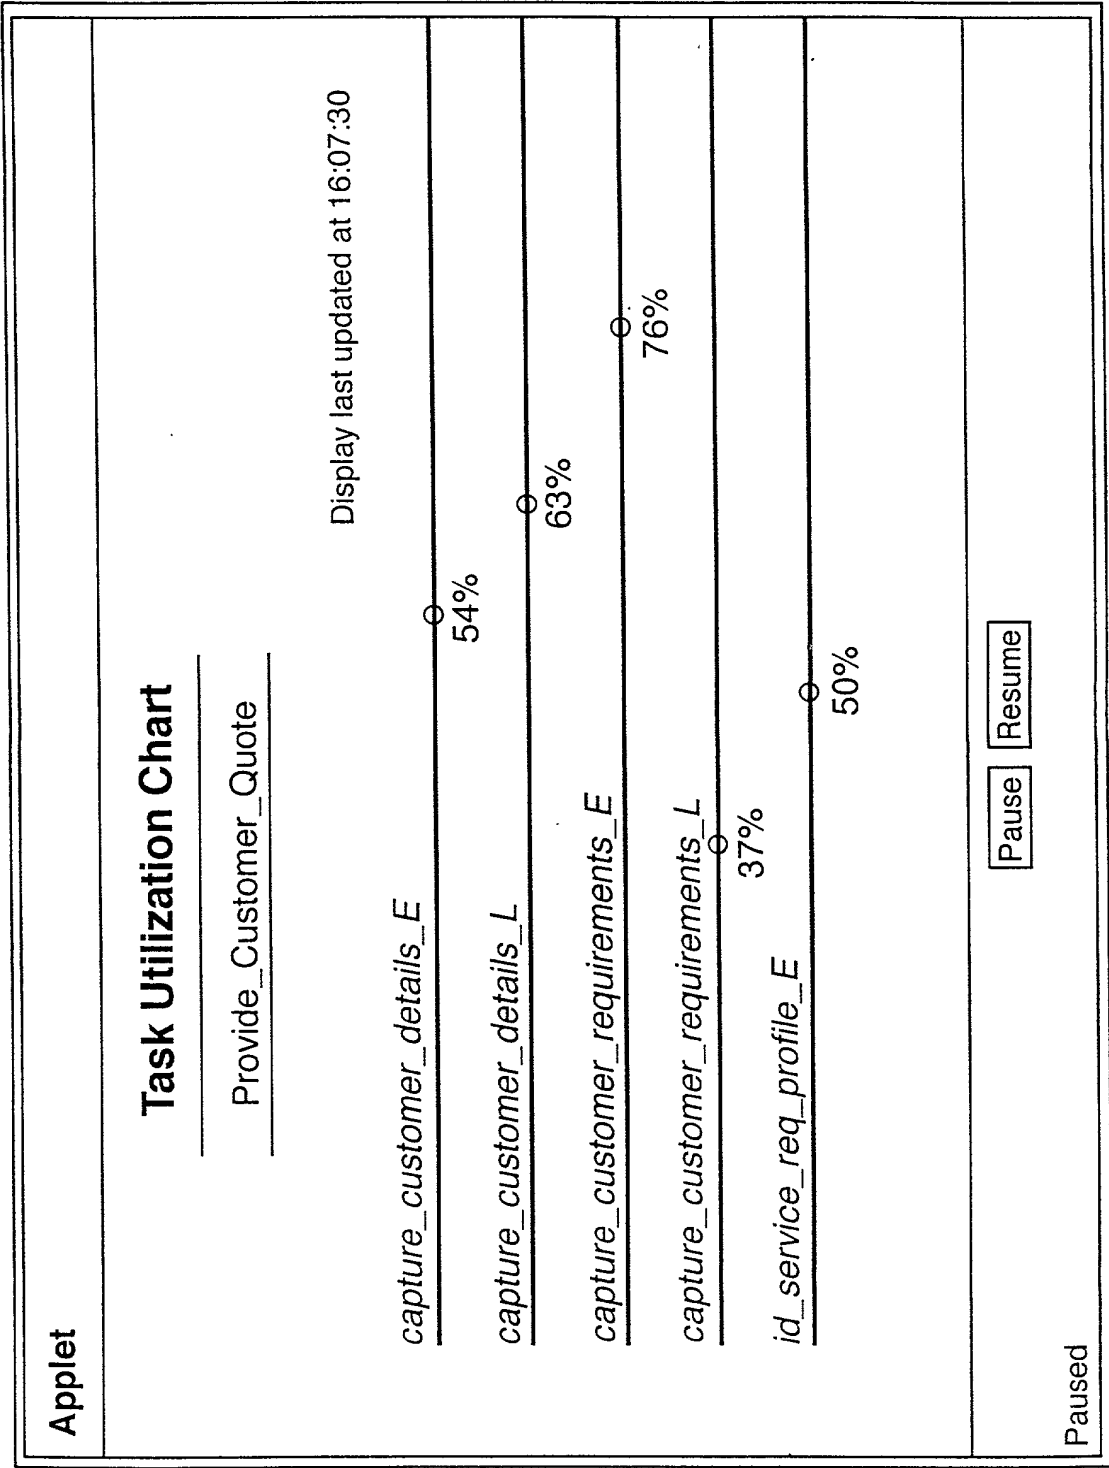 Applet
Task Utilization Chart
Provide_Customer_Quote
Display last updated at 16:07:30
capture_customer_details_E
54%
capture_customer_details_L
63%
capture_customer_requirements_E
76%
capture_customer_requirements_L
37%
id_service_req_profile_E
50%
Pause Resume
Paused